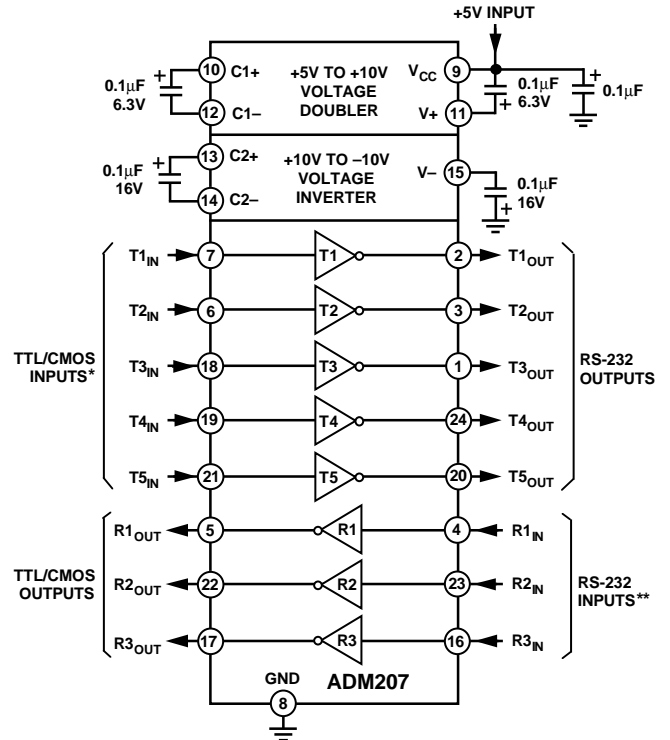 +5V INPUT
10 C1+ +5V TO +10V VCC 9
0.1µF 6.3V
VOLTAGE
12 C1– DOUBLER V+ 11
+ 0.1µF 6.3V +
+ 0.1µF
13 C2+ +10V TO –10V
+ 0.1µF 16V
VOLTAGE V– 15
14 C2– INVERTER
0.1µF 16V +
T1IN 7 T1 2 T1OUT
T2IN 6 T2 3 T2OUT
TTL/CMOS INPUTS*
T3IN 18 T3 1 T3OUT
RS-232 OUTPUTS
T4IN 19 T4 24 T4OUT
T5IN 21 T5 20 T5OUT
R1OUT 5 R1 4 R1IN
TTL/CMOS OUTPUTS
R2OUT 22 R2 23 R2IN
RS-232 INPUTS**
R3OUT 17 R3 16 R3IN
GND ADM207
8